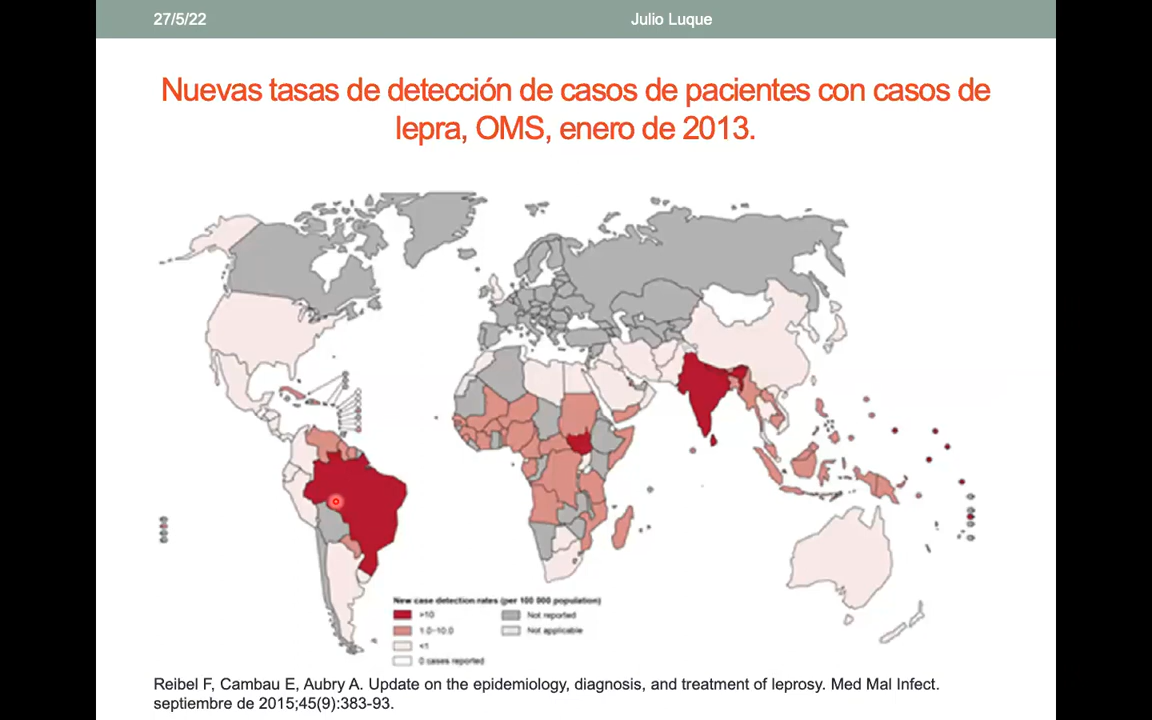 27/5/22
Julio Luque
Nuevas tasas de detección de casos de pacientes con casos de
lepra, OMS, enero de 2013.
New case detection rates (per 100 000 population)
>10
1.0–10.0
<1
0 cases reported
Not reported
Not applicable
Reibel F, Cambau E, Aubry A. Update on the epidemiology, diagnosis, and treatment of leprosy. Med Mal Infect.
septiembre de 2015;45(9):383-93.